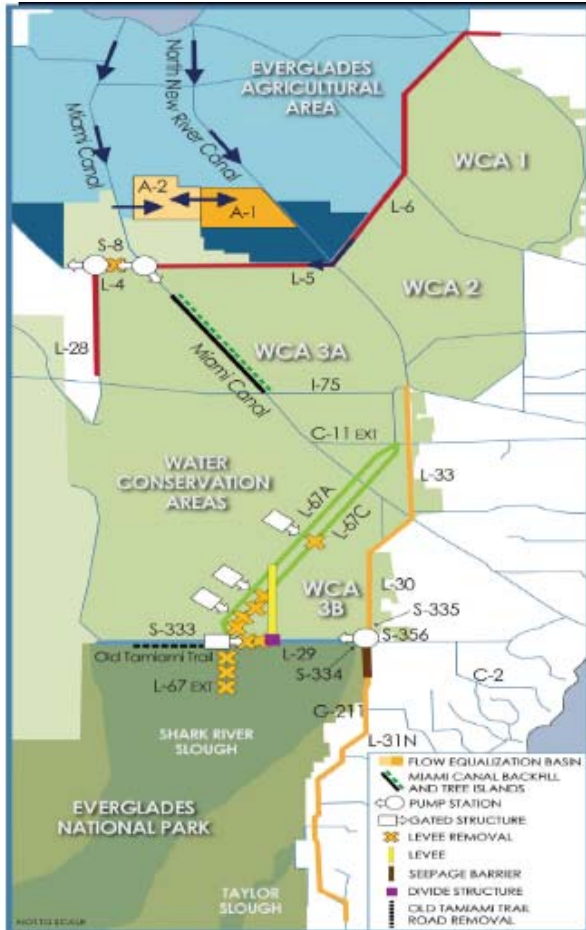 EVERGLADES
AGRICULTURAL
AREA
North New River Canal
Miami Canal
WCA 1
A-2
A-1
L-6
S-8
L-5
L-4
WCA 2
L-28
WCA 3A
Miami Canal
I-75
C-11 EXT
WATER
CONSERVATION
AREAS
L-67A
L-67C
L-33
WCA
3B
L-30
S-335
S-333
S-356
Old Tamiami Trail
L-29
S-334
L-67 EXT
C-2
C-211
SHARK RIVER
SLOUGH
L-31N
EVERGLADES
NATIONAL PARK
TAYLOR
SLOUGH
NOT TO SCALE
FLOW EQUALIZATION BASIN
MIAMI CANAL BACKFILL
AND TREE ISLANDS
PUMP STATION
GATED STRUCTURE
LEVEE REMOVAL
LEVEE
SEEPAGE BARRIER
DIVIDE STRUCTURE
OLD TAMIAMI TRAIL
ROAD REMOVAL